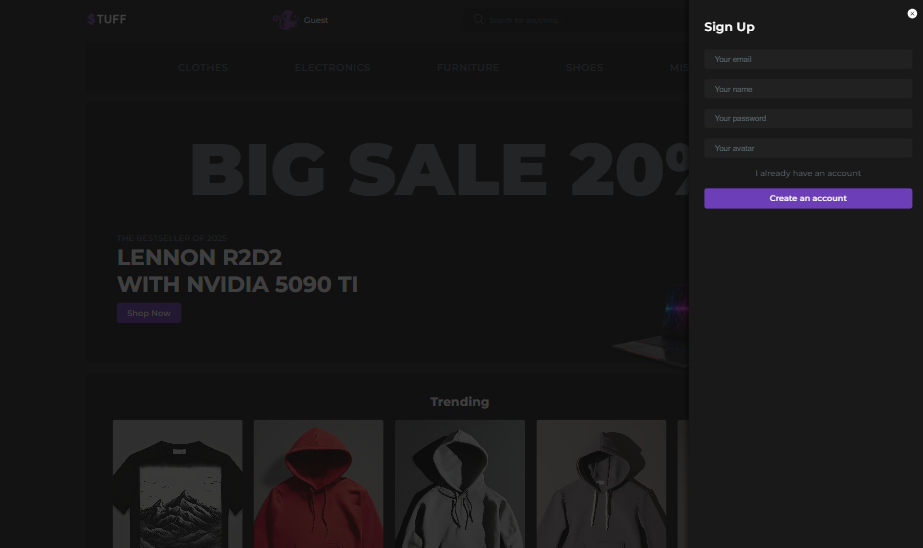 $TUFF
Guest
Search for anything...
CLOTHES
ELECTRONICS
FURNITURE
SHOES
BIG SALE 20%
THE BESTSELLER OF 2025
LENNON R2D2
WITH NVIDIA 5090 TI
Shop Now
Trending
Sign Up
Your email
Your name
Your password
Your avatar
I already have an account
Create an account